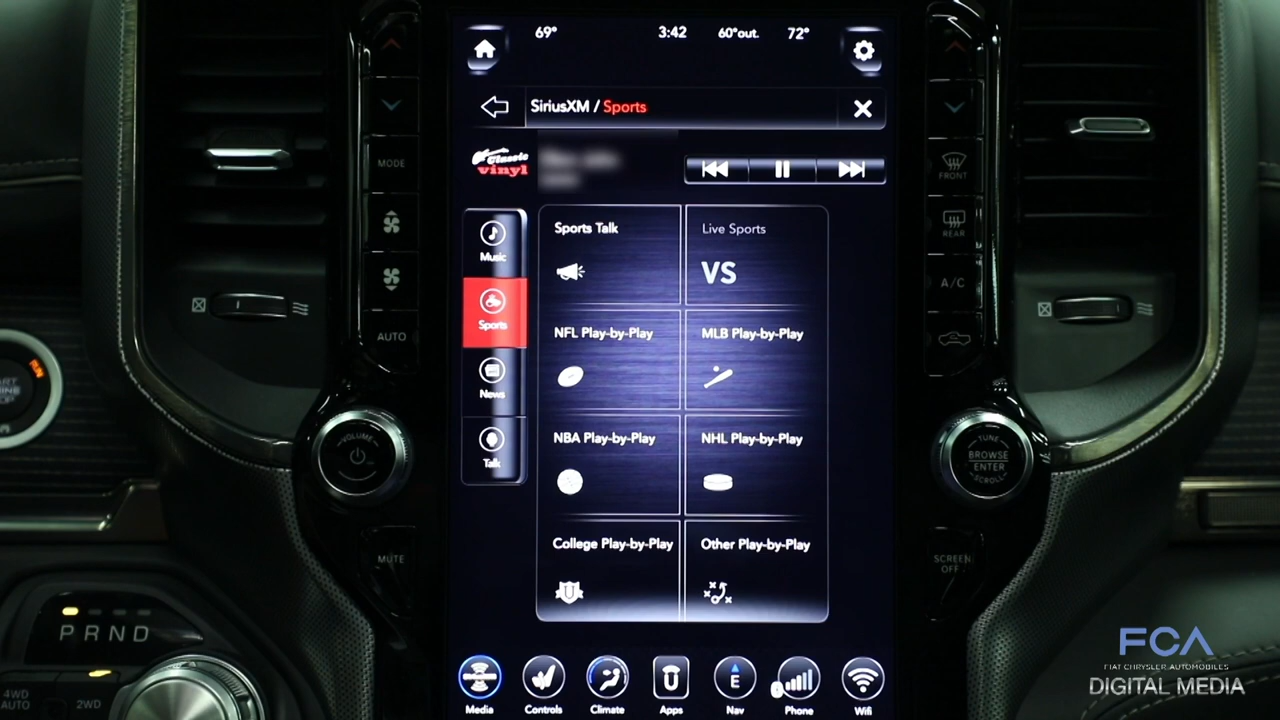 69° 3:42 60°out. 72°
SiriusXM / Sports
Classic
vinyl
MODE
AUTO
FRONT
REAR
A/C
Music
Sports
News
Talk
Sports Talk
Live Sports
VS
NFL Play-by-Play
MLB Play-by-Play
NBA Play-by-Play
NHL Play-by-Play
College Play-by-Play
Other Play-by-Play
RUN
VOLUME
TUNE
BROWSE
ENTER
SCROLL
MUTE
SCREEN
OFF
P R N D
4WD
AUTO
2WD
Media
Controls
Climate
Apps
E
Nav
Phone
Wifi
FCA
FIAT CHRYSLER AUTOMOBILES
DIGITAL MEDIA